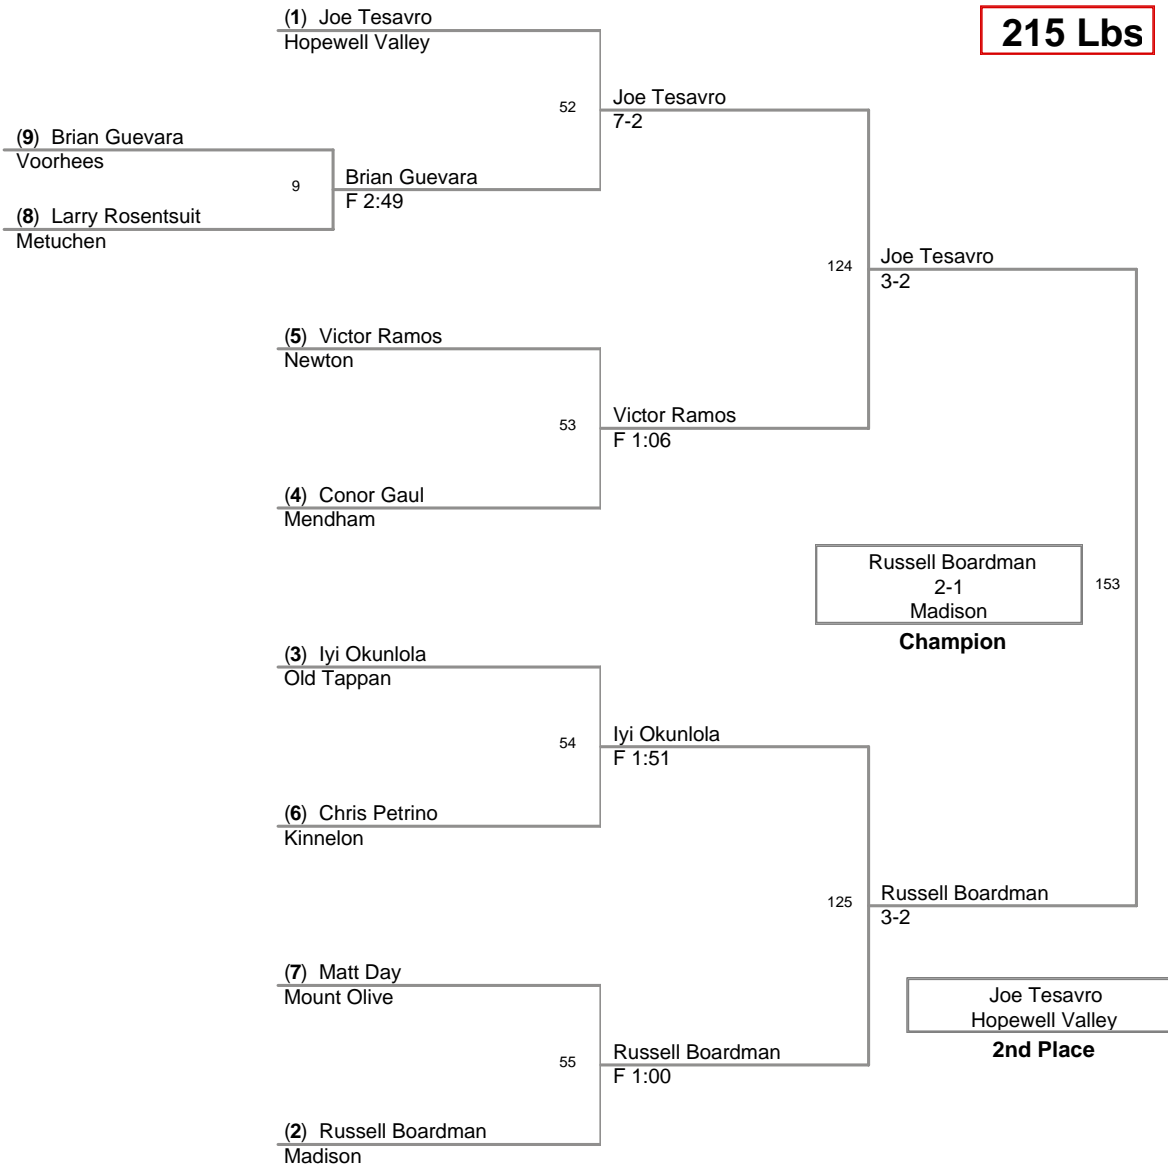 (1) Joe Tesavro
Hopewell Valley
215 Lbs
52
Joe Tesavro
7-2
(9) Brian Guevara
Voorhees
9
Brian Guevara
F 2:49
(8) Larry Rosentsuit
Metuchen
124
Joe Tesavro
3-2
(5) Victor Ramos
Newton
53
Victor Ramos
F 1:06
(4) Conor Gaul
Mendham
Russell Boardman
2-1
Madison
153
Champion
(3) Iyi Okunlola
Old Tappan
54
Iyi Okunlola
F 1:51
(6) Chris Petrino
Kinnelon
125
Russell Boardman
3-2
(7) Matt Day
Mount Olive
Joe Tesavro
Hopewell Valley
2nd Place
55
Russell Boardman
F 1:00
(2) Russell Boardman
Madison